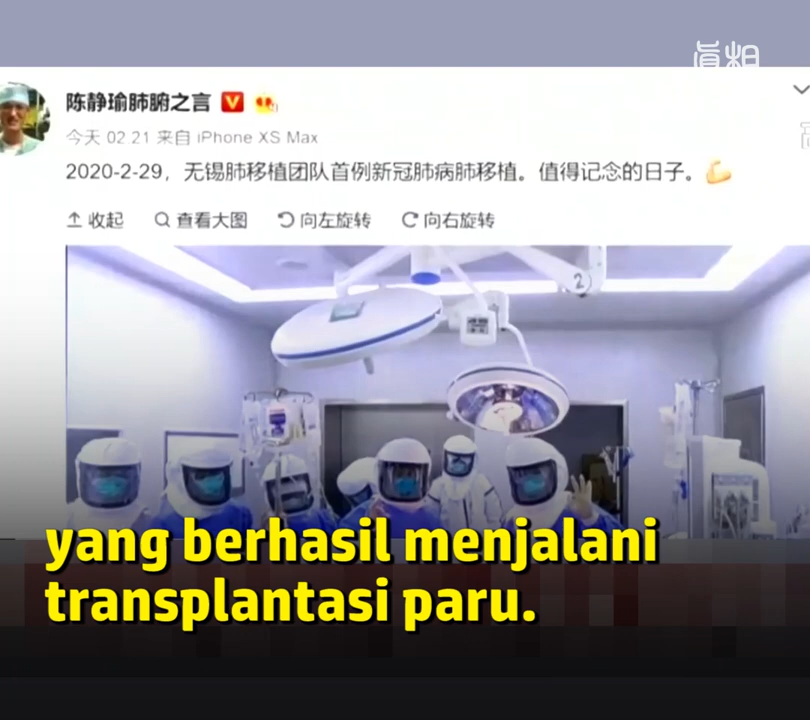 真相
陈静瑜肺腑之言
今天 02:21 来自 iPhone XS Max
2020-2-29，无锡肺移植团队首例新冠肺病肺移植。值得记念的日子。💪
收起 查看大图 向左旋转 向右旋转
2
yang berhasil menjalani
transplantasi paru.